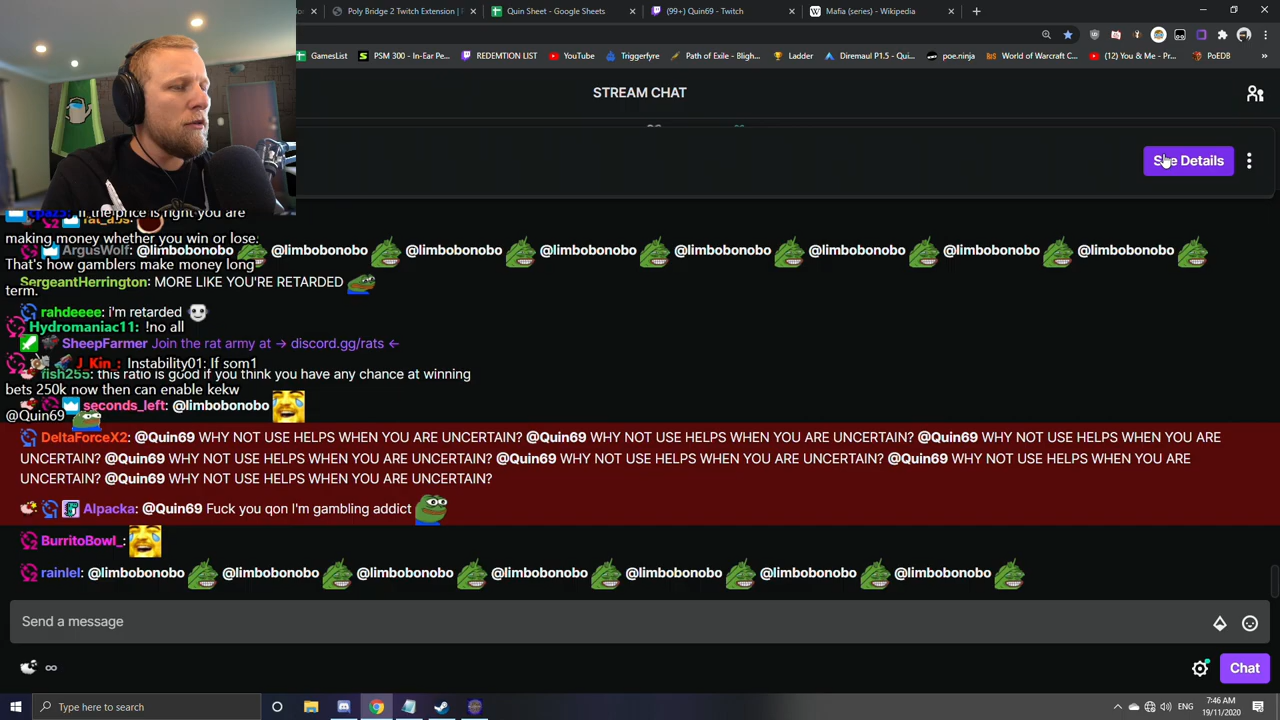 Poly Bridge 2 Twitch Extension |
Quin Sheet - Google Sheets
(99+) Quin69 - Twitch
Mafia (series) - Wikipedia
GamesList
PSM 300 - In-Ear Pe...
REDEMTION LIST
YouTube
Triggerfyre
Path of Exile - Bligh...
Ladder
Diremaul P1.5 - Qui...
poe.ninja
World of Warcraft C...
(12) You & Me - Pr...
PoEDB
STREAM CHAT
See Details
cpaz5: If the price is right you are
rat_abs:
making money whether you win or lose.
ArgusWolf: @limbobonobo @limbobonobo @limbobonobo @limbobonobo @limbobonobo @limbobonobo @limbobonobo @limbobonobo
That's how gamblers make money long
SergeantHerrington: MORE LIKE YOU'RE RETARDED
term.
rahdeeee: i'm retarded
Hydromaniac11: !no all
SheepFarmer Join the rat army at → discord.gg/rats ←
J_Kin_: Instability01: If som1
fish255: this ratio is good if you think you have any chance at winning
bets 250k now then can enable kekw
seconds_left: @limbobonobo
@Quin69
DeltaForceX2: @Quin69 WHY NOT USE HELPS WHEN YOU ARE UNCERTAIN? @Quin69 WHY NOT USE HELPS WHEN YOU ARE UNCERTAIN? @Quin69 WHY NOT USE HELPS WHEN YOU ARE
UNCERTAIN? @Quin69 WHY NOT USE HELPS WHEN YOU ARE UNCERTAIN? @Quin69 WHY NOT USE HELPS WHEN YOU ARE UNCERTAIN? @Quin69 WHY NOT USE HELPS WHEN YOU ARE
UNCERTAIN? @Quin69 WHY NOT USE HELPS WHEN YOU ARE UNCERTAIN?
Alpacka: @Quin69 Fuck you qon I'm gambling addict
BurritoBowl_:
rainlel: @limbobonobo @limbobonobo @limbobonobo @limbobonobo @limbobonobo @limbobonobo @limbobonobo
Send a message
∞
Chat
Type here to search
ENG
7:46 AM
19/11/2020